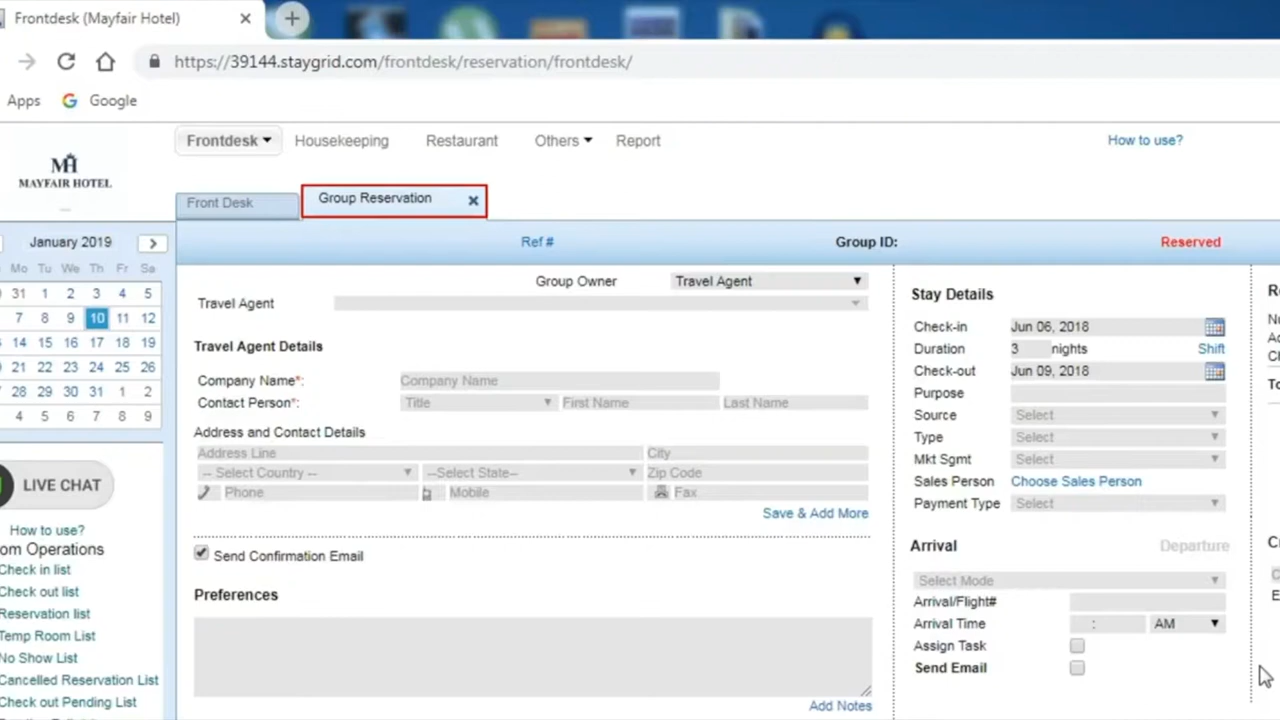 Frontdesk (Mayfair Hotel)
https://39144.staygrid.com/frontdesk/reservation/frontdesk/
Apps Google
MH
MAYFAIR HOTEL
Frontdesk Housekeeping Restaurant Others Report How to use?
Front Desk Group Reservation
January 2019
Ref # Group ID: Reserved
Mo Tu We Th Fr Sa
31 1 2 3 4 5
7 8 9 10 11 12
14 15 16 17 18 19
21 22 23 24 25 26
28 29 30 31 1 2
4 5 6 7 8 9
LIVE CHAT
How to use?
om Operations
Check in list
Check out list
Reservation list
Temp Room List
No Show List
Cancelled Reservation List
Check out Pending List
Group Owner Travel Agent
Travel Agent
Travel Agent Details
Company Name*: Company Name
Contact Person*: Title First Name Last Name
Address and Contact Details
Address Line City
-- Select Country -- --Select State-- Zip Code
Phone Mobile Fax
Save & Add More
Send Confirmation Email
Preferences
Add Notes
Stay Details
Check-in Jun 06, 2018
Duration 3 nights Shift
Check-out Jun 09, 2018
Purpose
Source Select
Type Select
Mkt Sgmt Select
Sales Person Choose Sales Person
Payment Type Select
Arrival Departure
Select Mode
Arrival/Flight#
Arrival Time : AM
Assign Task
Send Email